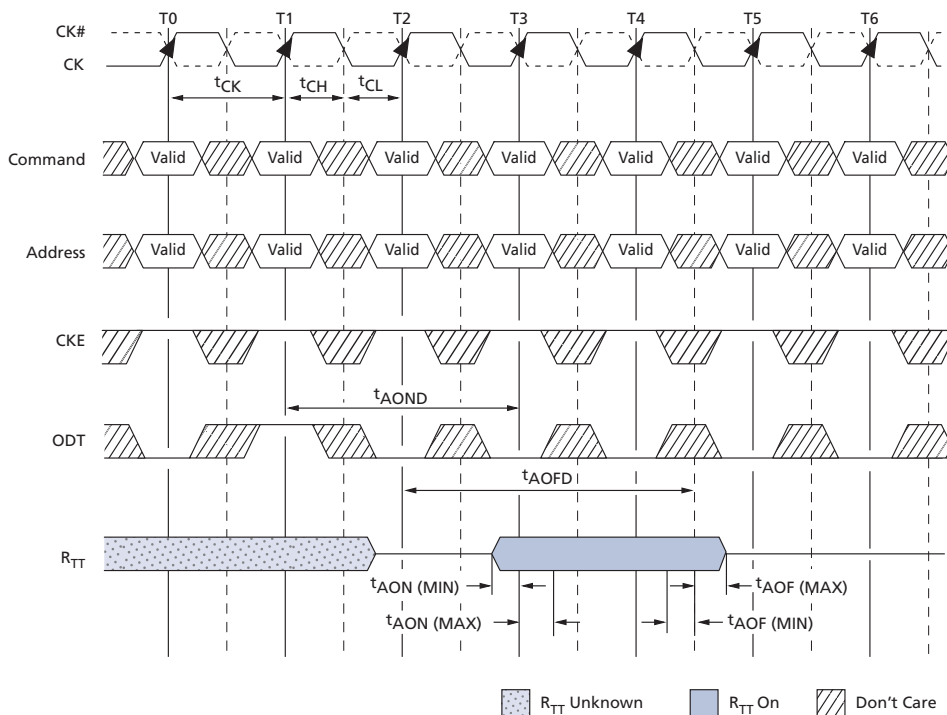 T0 T1 T2 T3 T4 T5 T6
CK#
CK
tCK tCH tCL
Command Valid Valid Valid Valid Valid Valid Valid
Address Valid Valid Valid Valid Valid Valid Valid
CKE
tAOND
ODT
tAOFD
RTT
tAON (MIN) tAOF (MAX)
tAON (MAX) tAOF (MIN)
RTT Unknown RTT On Don't Care